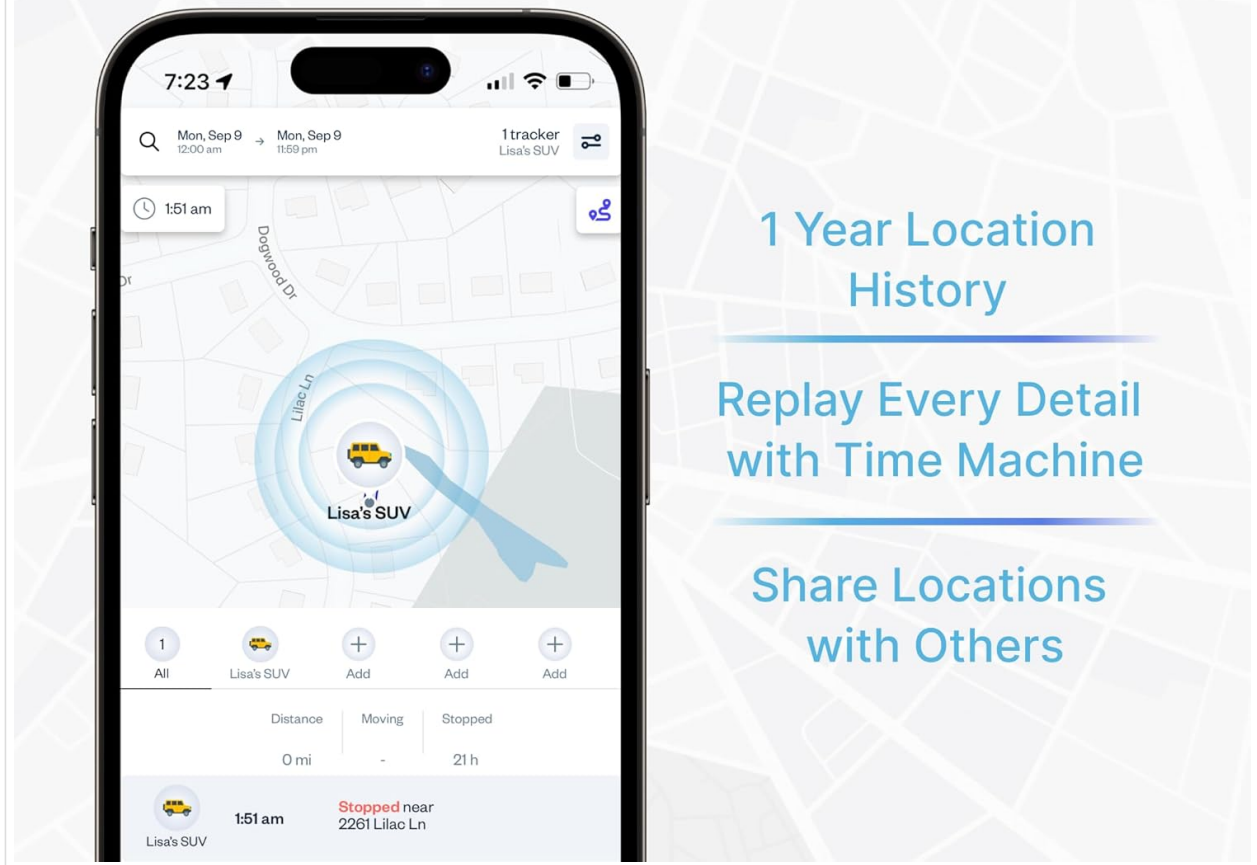 7:23
Mon, Sep 9 → Mon, Sep 9
12:00 am 11:59 pm
1 tracker
Lisa's SUV
1:51 am
Dogwood Dr
Dr
Lilac Ln
Lisa's SUV
1
All
Lisa's SUV
Add
Add
Add
Distance Moving Stopped
0 mi - 21 h
Lisa's SUV
1:51 am
Stopped near
2261 Lilac Ln
1 Year Location
History
Replay Every Detail
with Time Machine
Share Locations
with Others